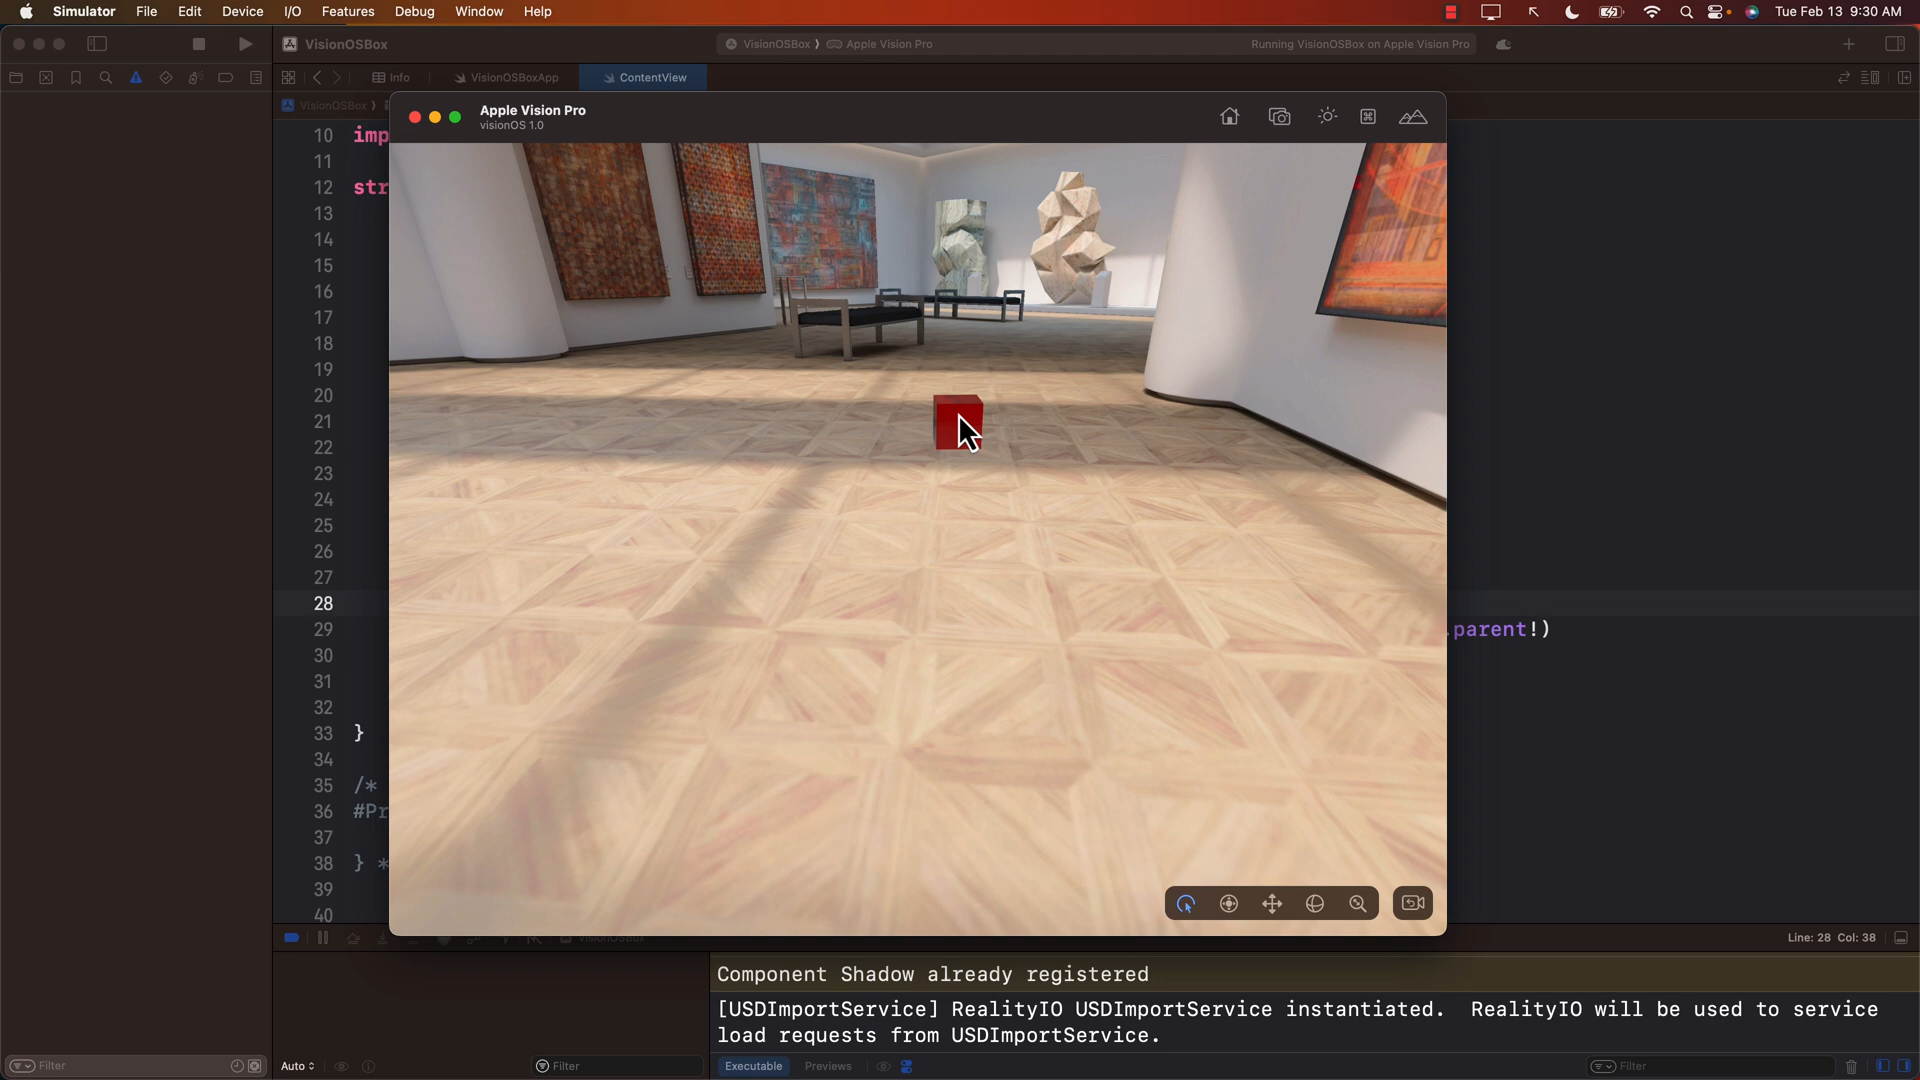 Simulator File Edit Device I/O Features Debug Window Help Tue Feb 13 9:30 AM
VisionOSBox VisionOSBox ⟩ Apple Vision Pro Running VisionOSBox on Apple Vision Pro
Info VisionOSBoxApp ContentView
VisionOSBox ⟩
Apple Vision Pro
visionOS 1.0
10 imp
11
12 str
13
14
15
16
17
18
19
20
21
22
23
24
25
26
27
28
29 .parent!)
30
31
32
33 }
34
35 /*
36 #Pr
37
38 } *
39
40
VisionOSBox Line: 28 Col: 38
Component Shadow already registered
[USDImportService] RealityIO USDImportService instantiated. RealityIO will be used to service
load requests from USDImportService.
Filter Auto Filter Executable Previews Filter